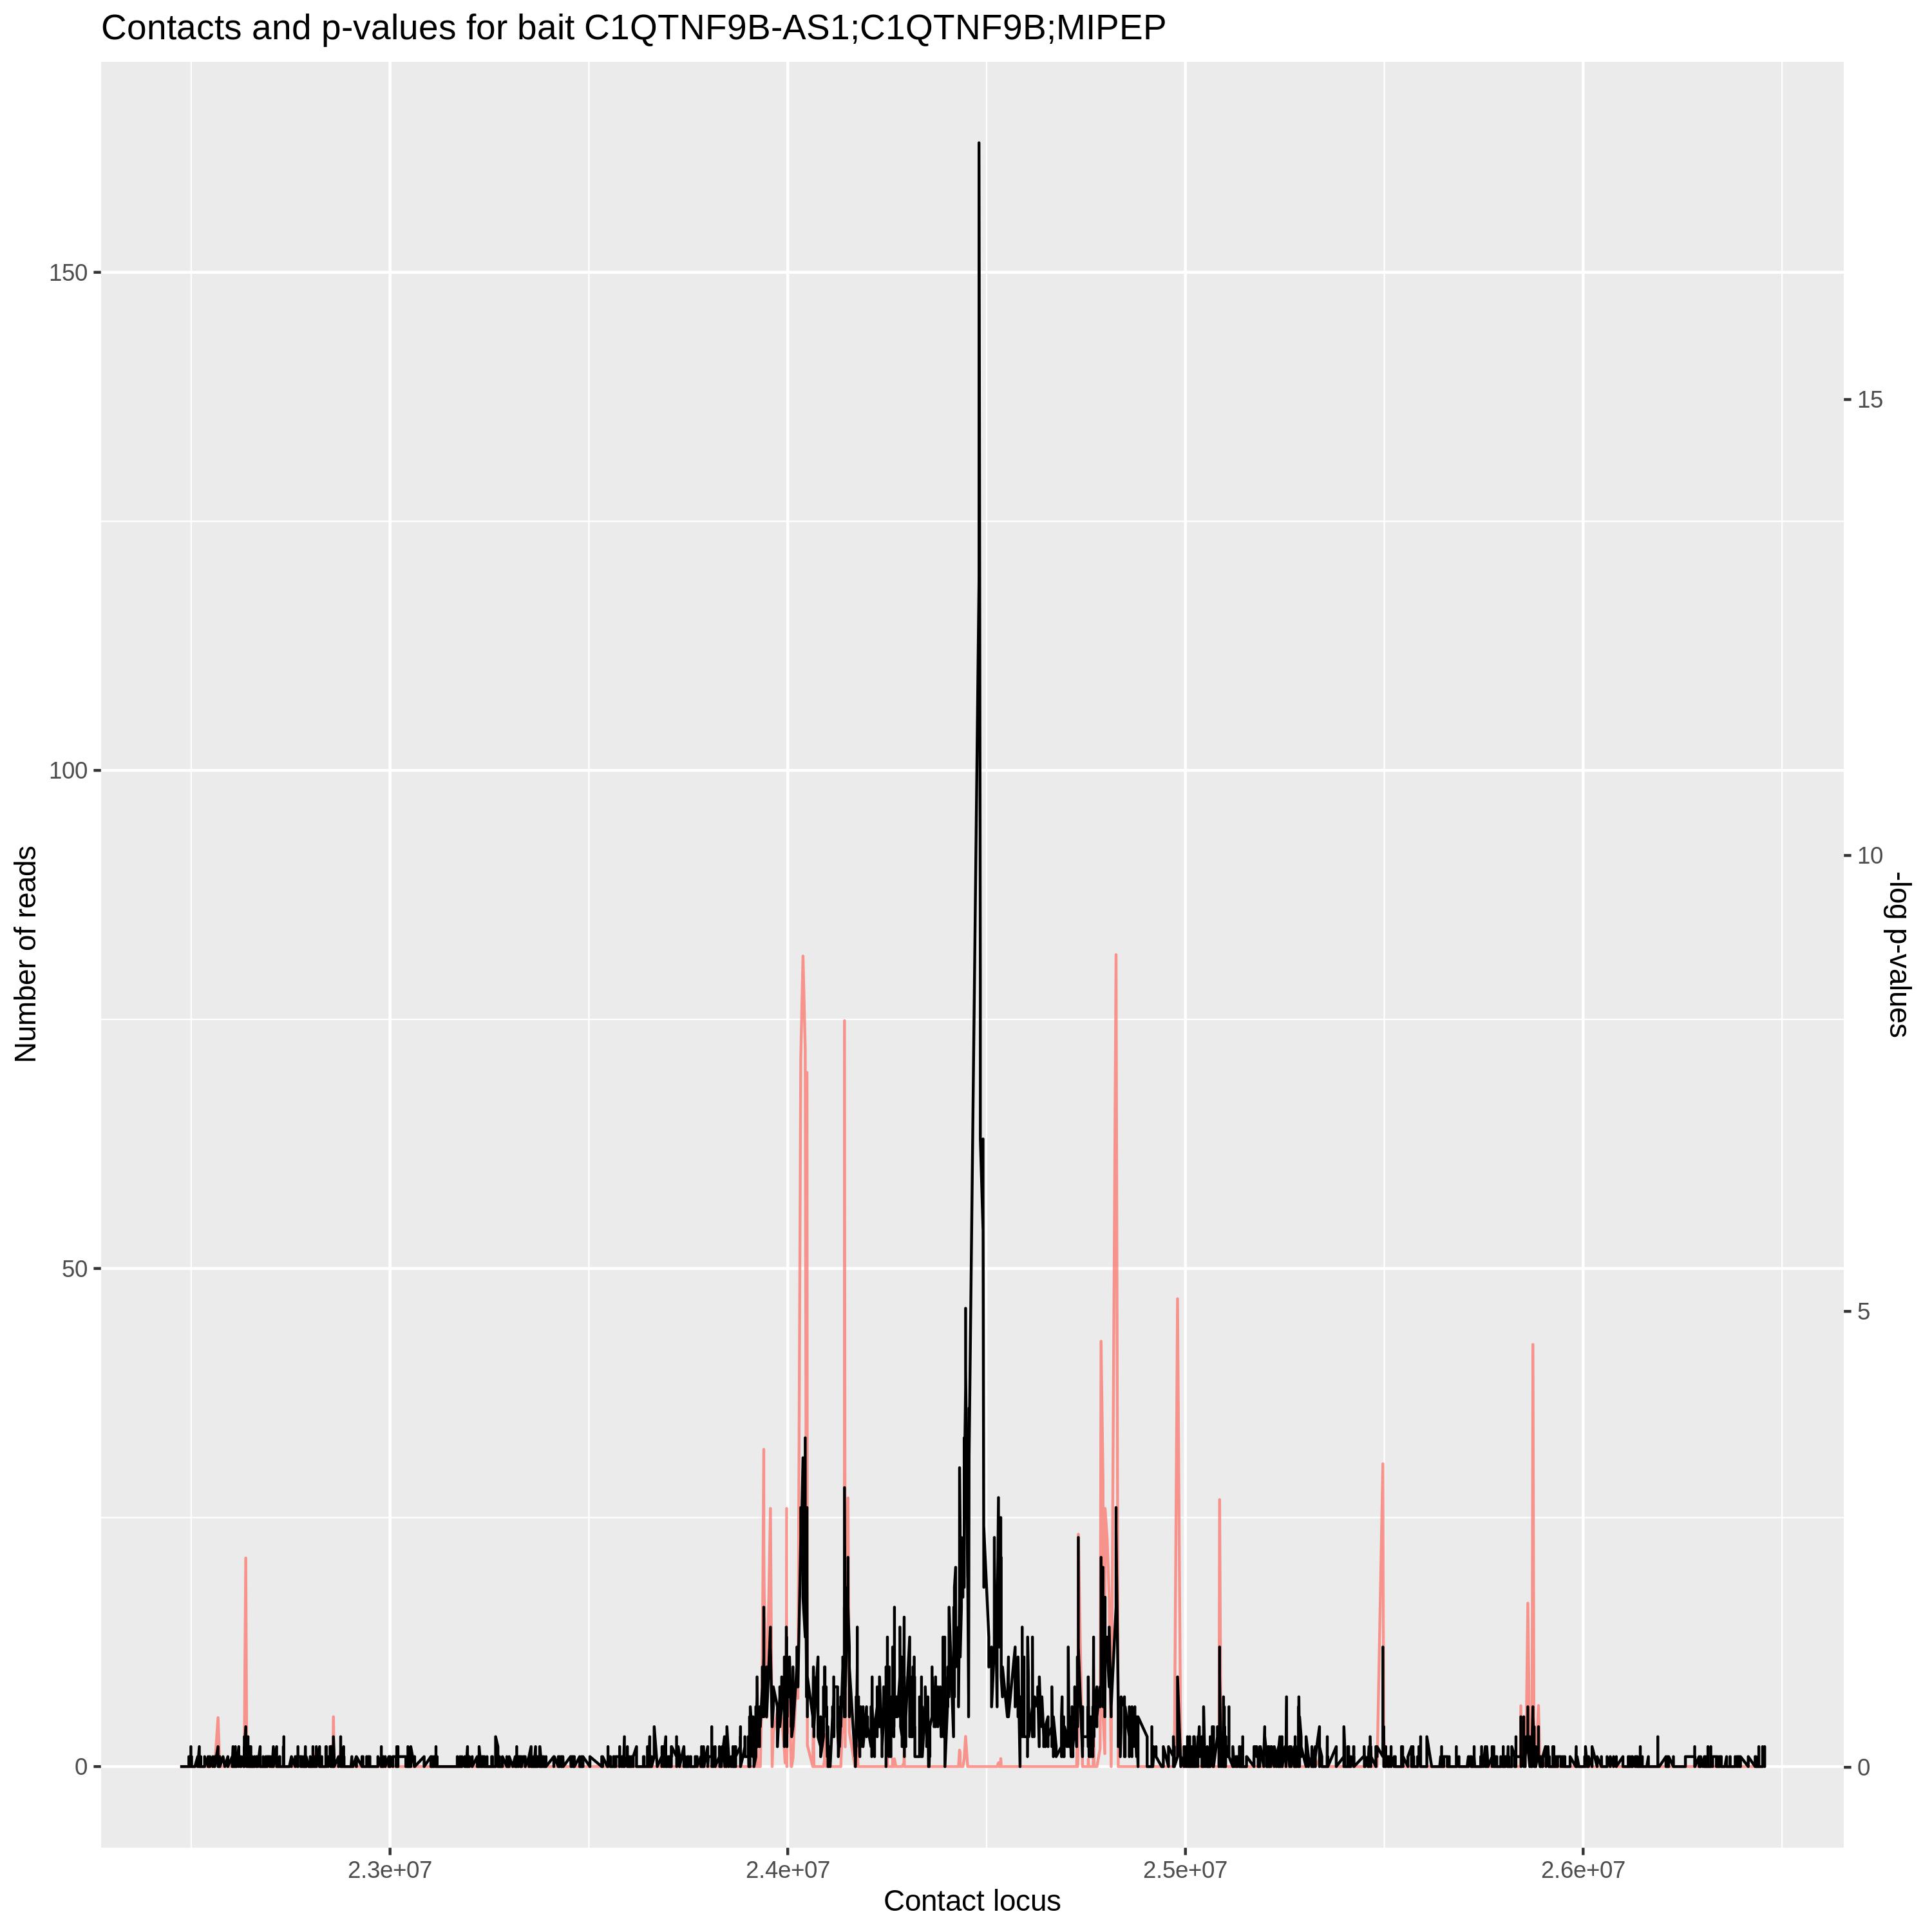 Contacts and p-values for bait C1QTNF9B-AS1;C1QTNF9B;MIPEP
150
100
50
0
Number of reads
15
10
5
0
-log p-values
2.3e+07
2.4e+07
2.5e+07
2.6e+07
Contact locus